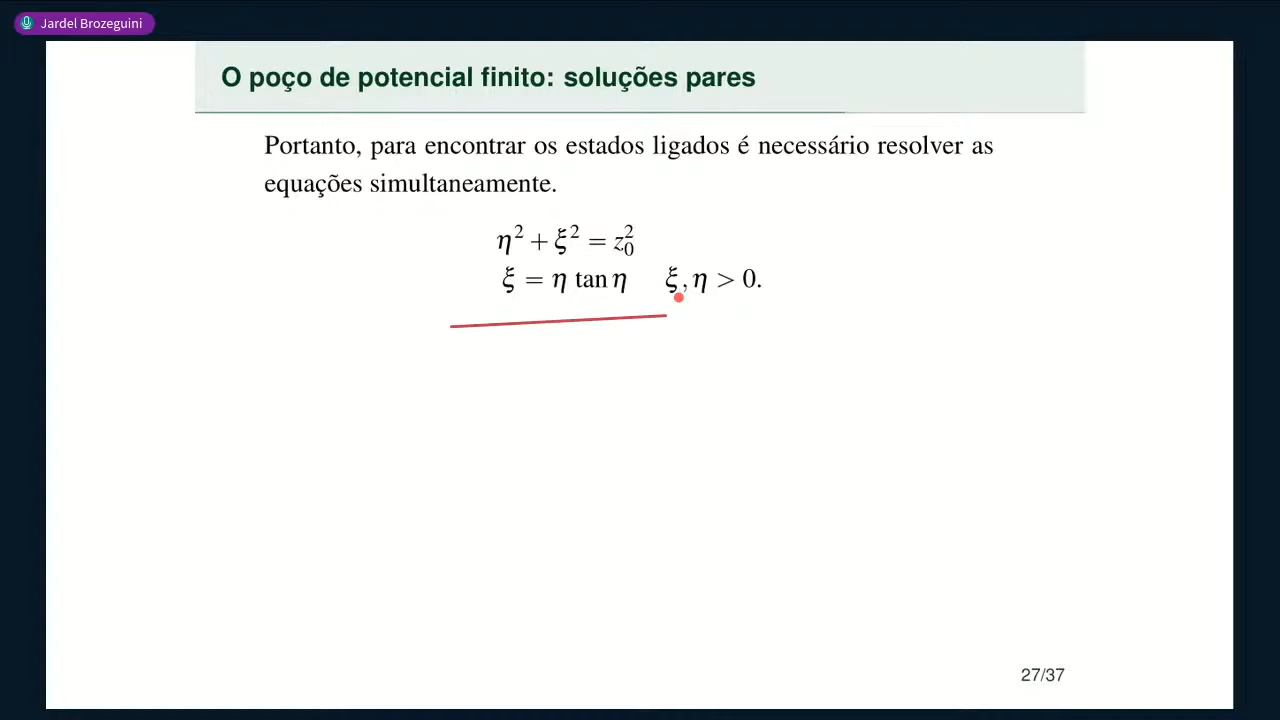 Jardel Brozeguini
O poço de potencial finito: soluções pares
Portanto, para encontrar os estados ligados é necessário resolver as
equações simultaneamente.
η² + ξ² = z₀²
ξ = η tan η ξ, η > 0.
27/37